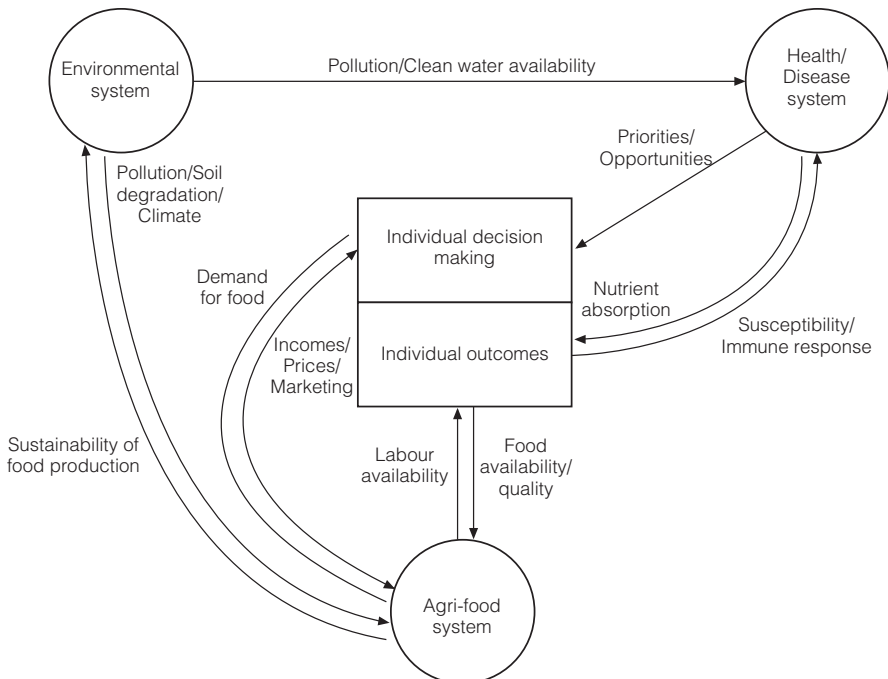 Environmental
system
Pollution/Clean water availability
Health/
Disease
system
Priorities/
Opportunities
Pollution/Soil
degradation/
Climate
Individual decision
making
Demand
for food
Nutrient
absorption
Incomes/
Prices/
Marketing
Individual outcomes
Susceptibility/
Immune response
Sustainability of
food production
Labour
availability
Food
availability/
quality
Agri-food
system